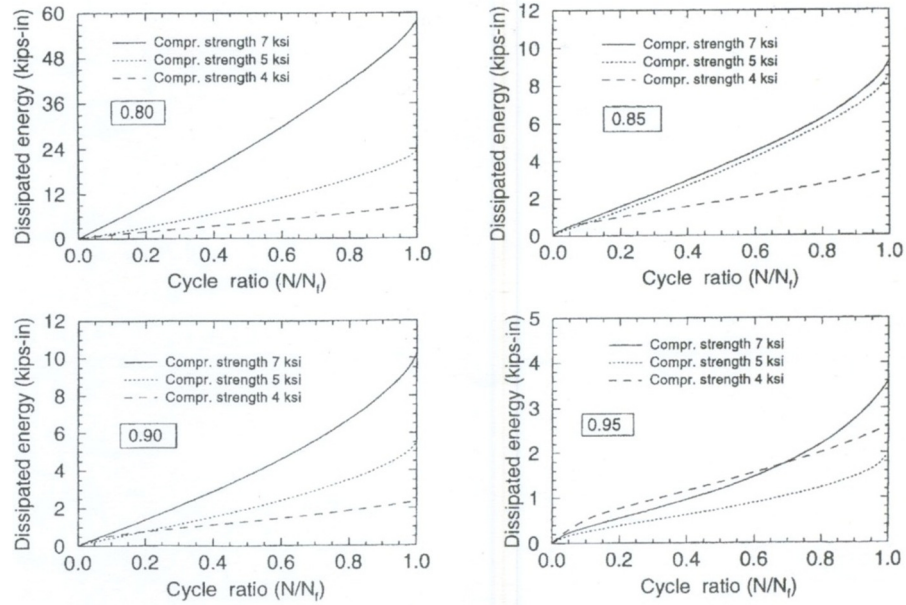 Dissipated energy (kips-in)
60
48
36
24
12
0
Compr. strength 7 ksi
Compr. strength 5 ksi
Compr. strength 4 ksi
0.80
0.0 0.2 0.4 0.6 0.8 1.0
Cycle ratio (N/Nf)
Dissipated energy (kips-in)
12
10
8
6
4
2
0
Compr. strength 7 ksi
Compr. strength 5 ksi
Compr. strength 4 ksi
0.85
0.0 0.2 0.4 0.6 0.8 1.0
Cycle ratio (N/Nf)
Dissipated energy (kips-in)
12
10
8
6
4
2
0
Compr. strength 7 ksi
Compr. strength 5 ksi
Compr. strength 4 ksi
0.90
0.0 0.2 0.4 0.6 0.8 1.0
Cycle ratio (N/Nf)
Dissipated energy (kips-in)
5
4
3
2
1
0
Compr. strength 7 ksi
Compr. strength 5 ksi
Compr. strength 4 ksi
0.95
0.0 0.2 0.4 0.6 0.8 1.0
Cycle ratio (N/Nf)